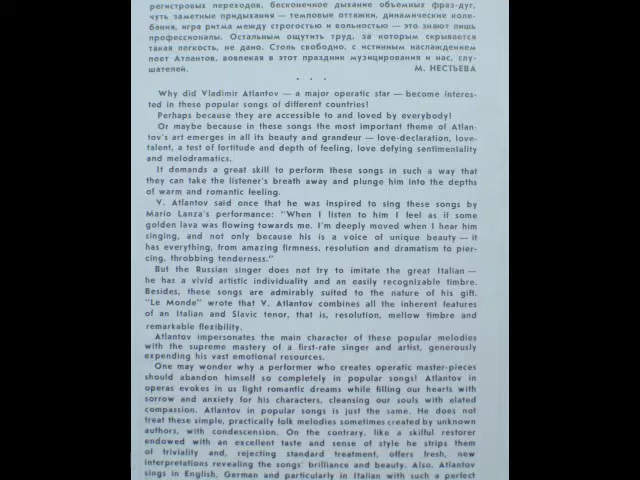 регистровых переходов, бесконечное дыхание объемных фраз-дуг,
чуть заметные придыхания — темповые оттяжки, динамические коле-
бания, игра ритма между строгостью и вольностью — это знают лишь
профессионалы. Остальным ощутить труд, за которым скрывается
такая легкость, не дано. Столь свободно, с истинным наслаждением
поет Атлантов, вовлекая в этот праздник музицирования и нас, слу-
шателей. М. НЕСТЬЕВА
. . .
Why did Vladimir Atlantov — a major operatic star — become interes-
ted in these popular songs of different countries!
Perhaps because they are accessible to and loved by everybody!
Or maybe because in these songs the most important theme of Atlan-
tov's art emerges in all its beauty and grandeur — love-declaration, love-
talent, a test of fortitude and depth of feeling, love defying sentimentality
and melodramatics.
It demands a great skill to perform these songs in such a way that
they can take the listener's breath away and plunge him into the depths
of warm and romantic feeling.
V. Atlantov said once that he was inspired to sing these songs by
Mario Lanza's performance: "When I listen to him I feel as if some
golden lava was flowing towards me. I'm deeply moved when I hear him
singing, and not only because his is a voice of unique beauty — it
has everything, from amazing firmness, resolution and dramatism to pier-
cing, throbbing tenderness."
But the Russian singer does not try to imitate the great Italian —
he has a vivid artistic individuality and an easily recognizable timbre.
Besides, these songs are admirably suited to the nature of his gift.
"Le Monde" wrote that V. Atlantov combines all the inherent features
of an Italian and Slavic tenor, that is, resolution, mellow timbre and
remarkable flexibility.
Atlantov impersonates the main character of these popular melodies
with the supreme mastery of a first-rate singer and artist, generously
expending his vast emotional resources.
One may wonder why a performer who creates operatic master-pieces
should abandon himself so completely in popular songs! Atlantov in
operas evokes in us light romantic dreams while filling our hearts with
sorrow and anxiety for his characters, cleansing our souls with elated
compassion. Atlantov in popular songs is just the same. He does not
treat these simple, practically folk melodies sometimes created by unknown
authors, with condescension. On the contrary, like a skilful restorer
endowed with an excellent taste and sense of style he strips them
of triviality and, rejecting standard treatment, offers fresh, new
interpretations revealing the songs' brilliance and beauty. Also, Atlantov
sings in English, German and particularly in Italian with such a perfect